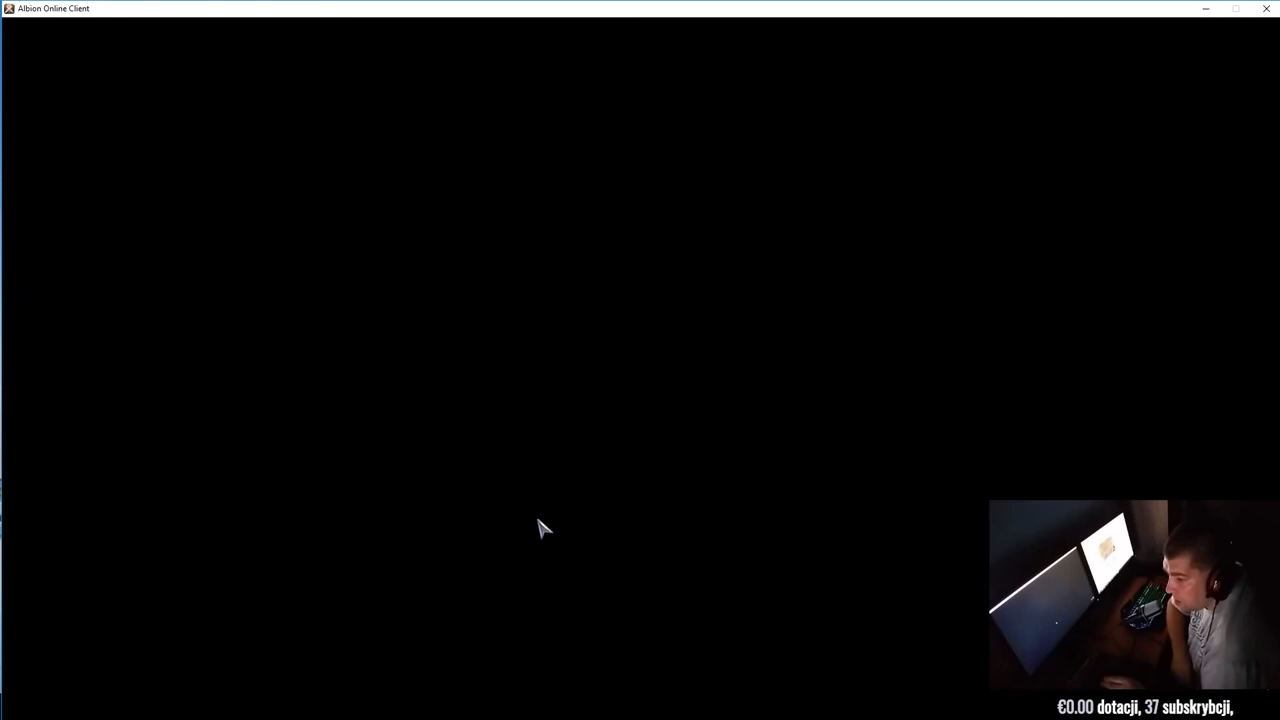 Albion Online Client
€0.00 dotacji, 37 subskrybcji,